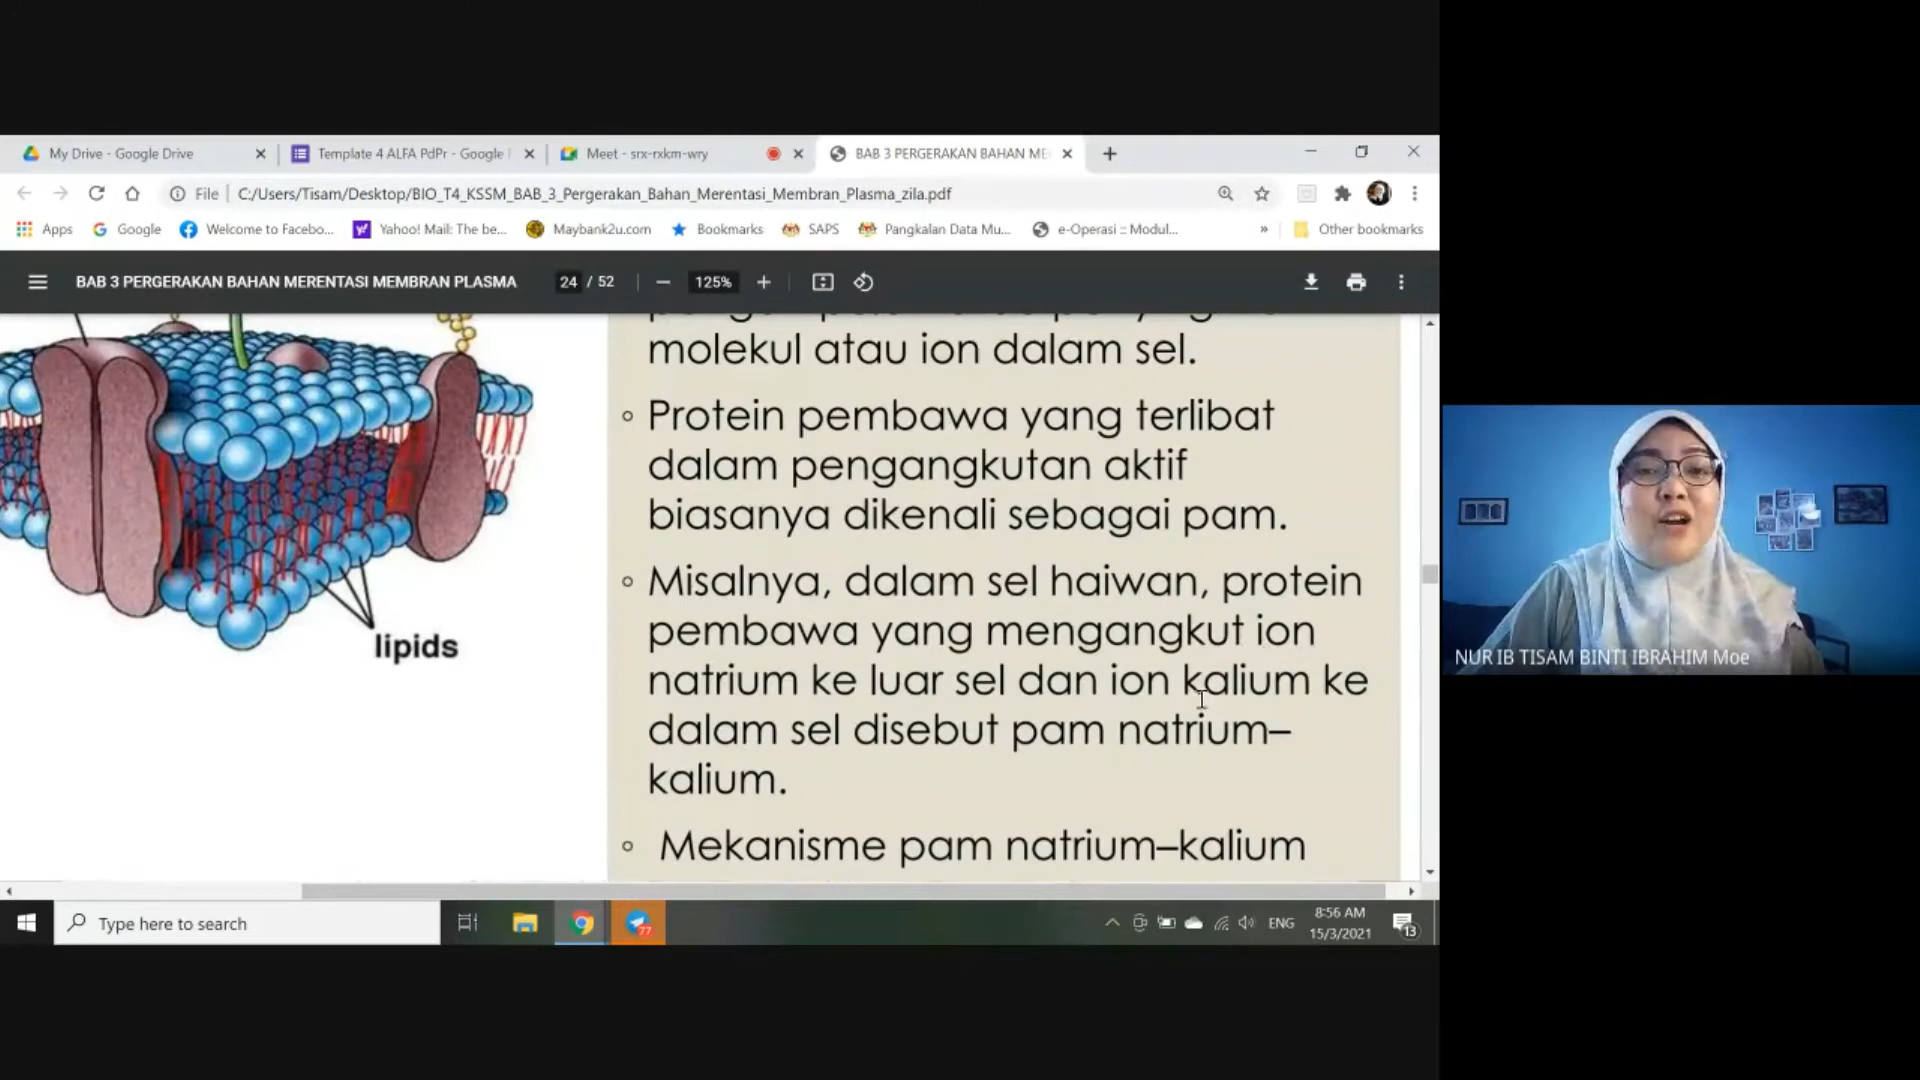 My Drive - Google Drive
Template 4 ALFA PdPr - Google
Meet - srx-rxkm-wry
BAB 3 PERGERAKAN BAHAN ME
File
C:/Users/Tisam/Desktop/BIO_T4_KSSM_BAB_3_Pergerakan_Bahan_Merentasi_Membran_Plasma_zila.pdf
Apps
Google
Welcome to Facebo...
Yahoo! Mail: The be...
Maybank2u.com
Bookmarks
SAPS
Pangkalan Data Mu...
e-Operasi :: Modul...
»
Other bookmarks
BAB 3 PERGERAKAN BAHAN MERENTASI MEMBRAN PLASMA
24 / 52
125%
molekul atau ion dalam sel.
Protein pembawa yang terlibat
dalam pengangkutan aktif
biasanya dikenali sebagai pam.
Misalnya, dalam sel haiwan, protein
pembawa yang mengangkut ion
natrium ke luar sel dan ion kalium ke
dalam sel disebut pam natrium–
kalium.
Mekanisme pam natrium–kalium
lipids
NUR IB TISAM BINTI IBRAHIM Moe
Type here to search
77
ENG
8:56 AM
15/3/2021
13